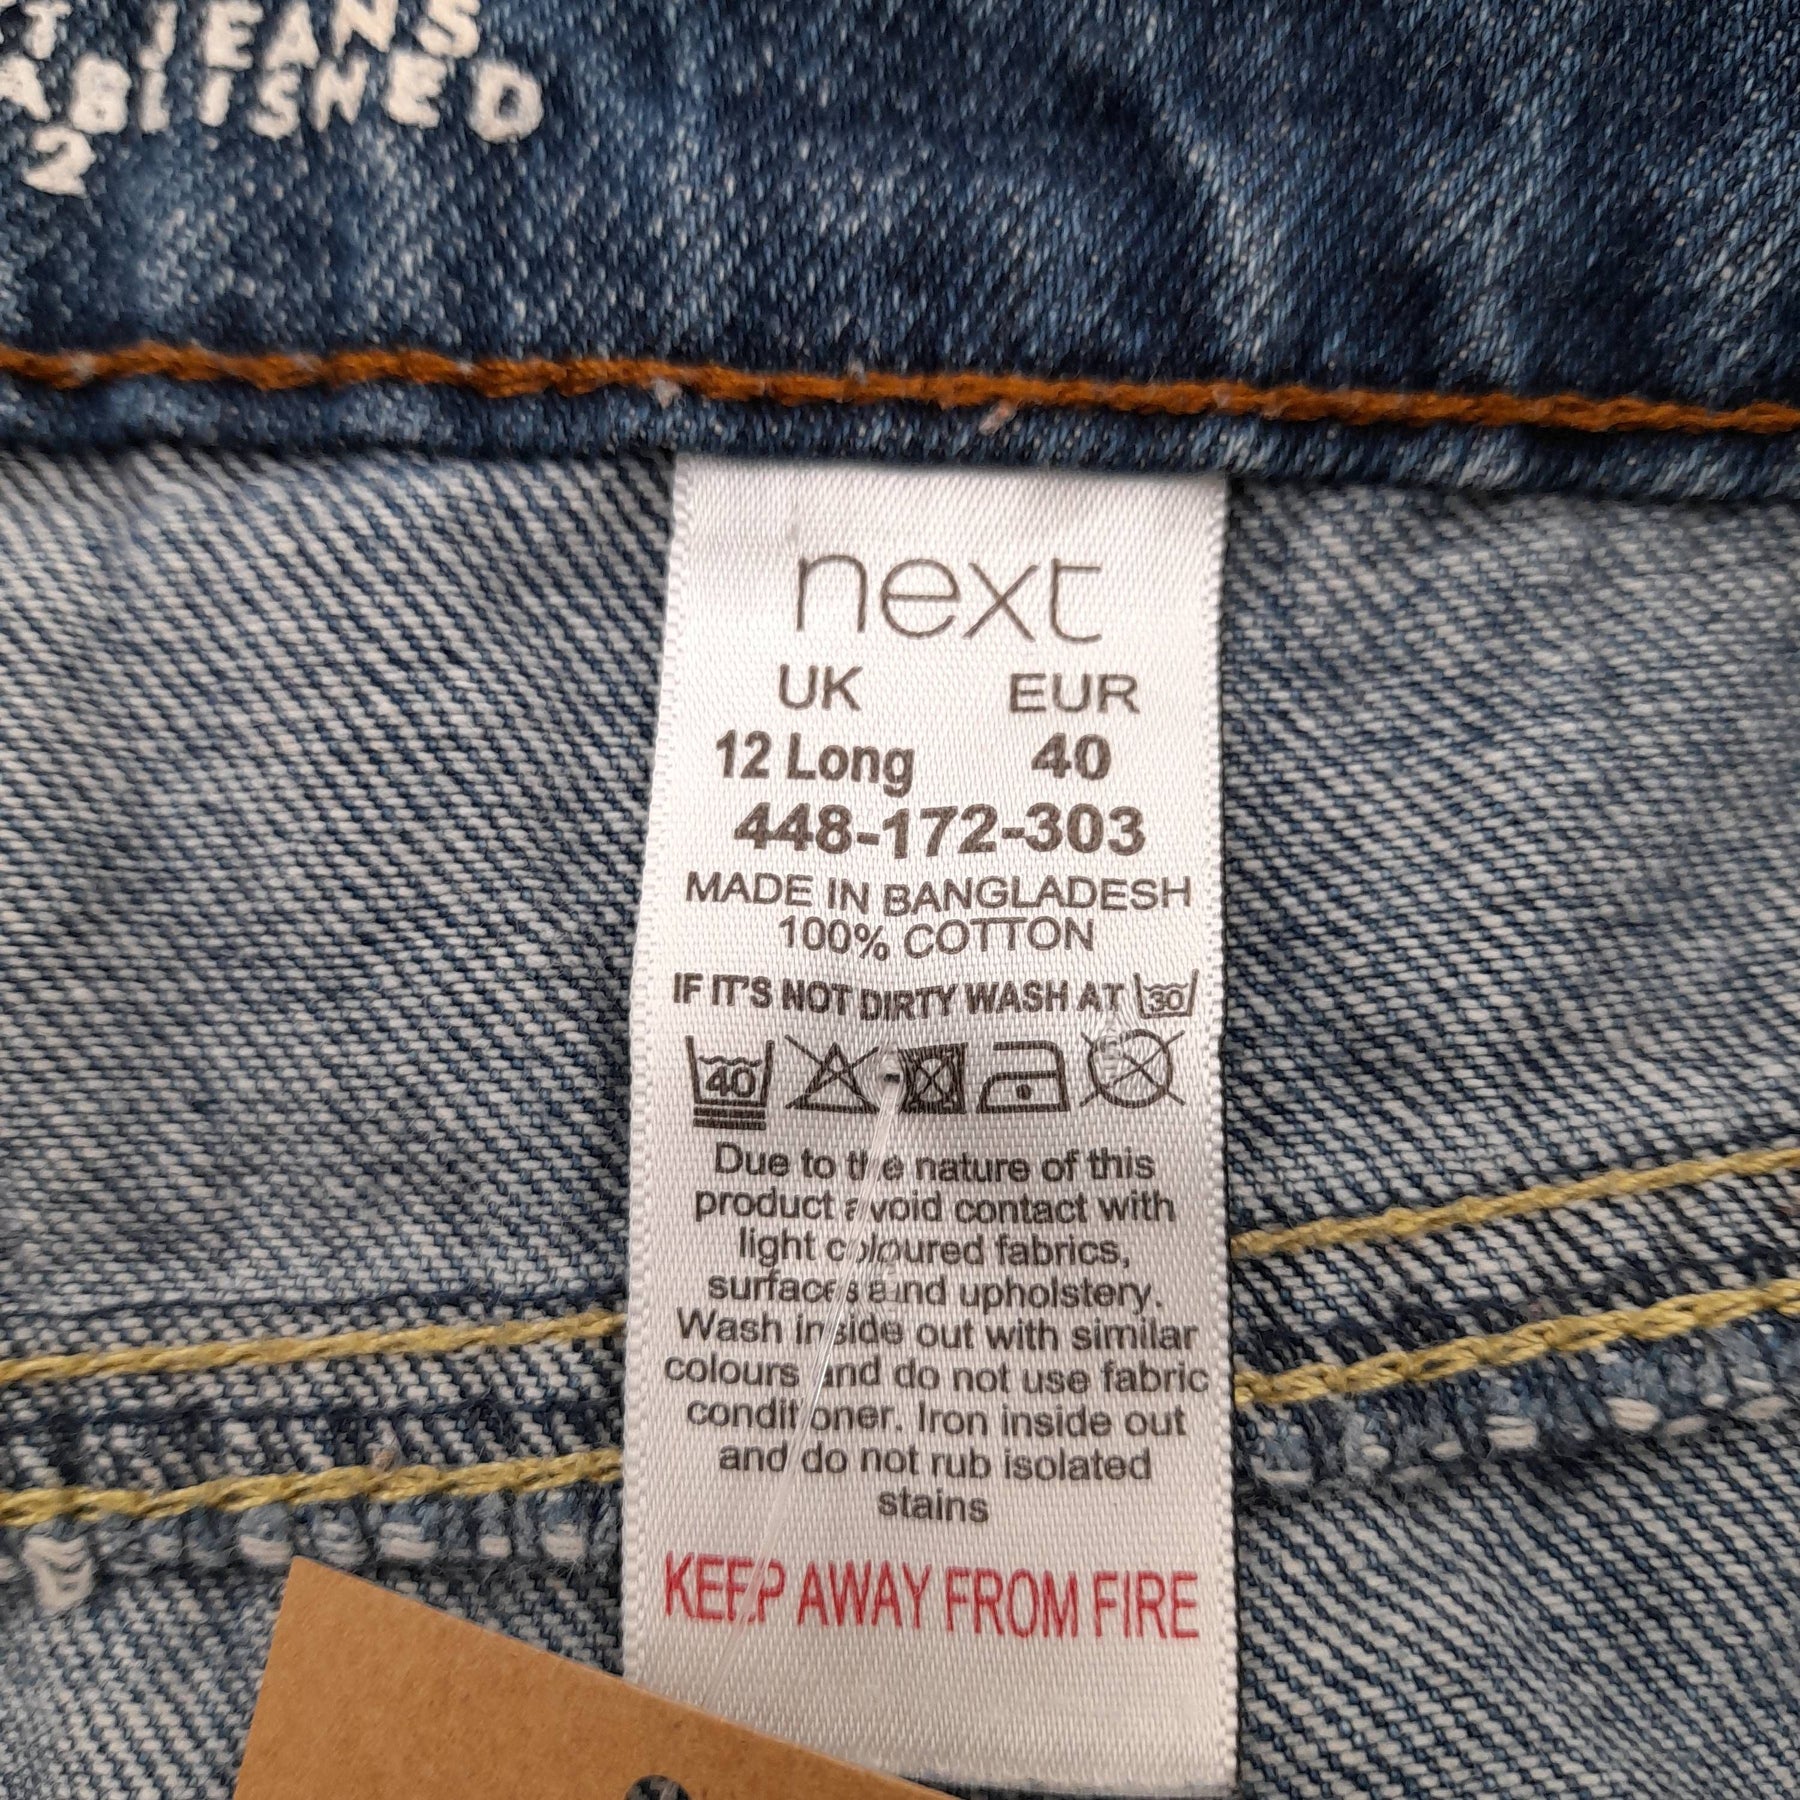 JEANS
2
next
UK EUR
12 Long 40
448-172-303
MADE IN BANGLADESH
100% COTTON
IF IT'S NOT DIRTY WASH AT 30
40
Due to the nature of this
product avoid contact with
light coloured fabrics,
surfaces and upholstery.
Wash inside out with similar
colours and do not use fabric
conditioner. Iron inside out
and do not rub isolated
stains
KEEP AWAY FROM FIRE